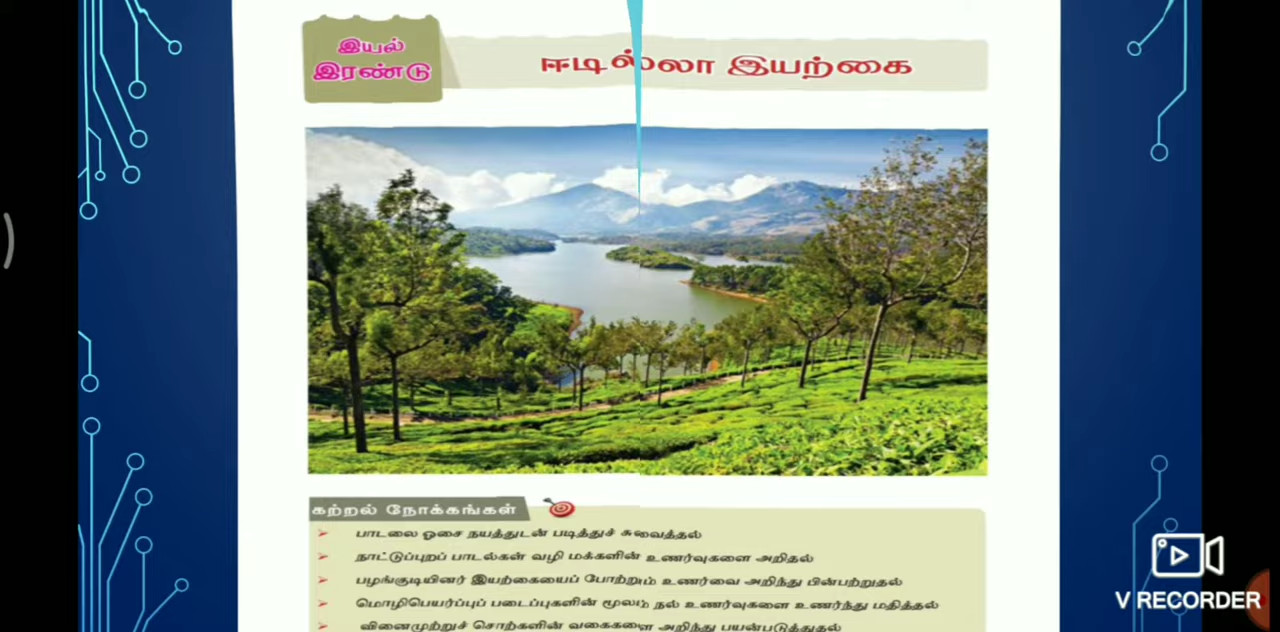 இயல்
இரண்டு
ஈடில்லா இயற்கை
கற்றல் நோக்கங்கள்
பாடலை ஓசை நயத்துடன் படித்துச் சுவைத்தல்
நாட்டுப்புறப் பாடல்கள் வழி மக்களின் உணர்வுகளை அறிதல்
பழங்குடியினர் இயற்கையைப் போற்றும் உணர்வை அறிந்து பின்பற்றுதல்
மொழிபெயர்ப்புப் படைப்புகளின் மூலம் நல் உணர்வுகளை உணர்ந்து மதித்தல்
வினைமுற்றுச் சொற்களின் வகைகளை அறிந்து பயன்படுத்துதல்
V RECORDER